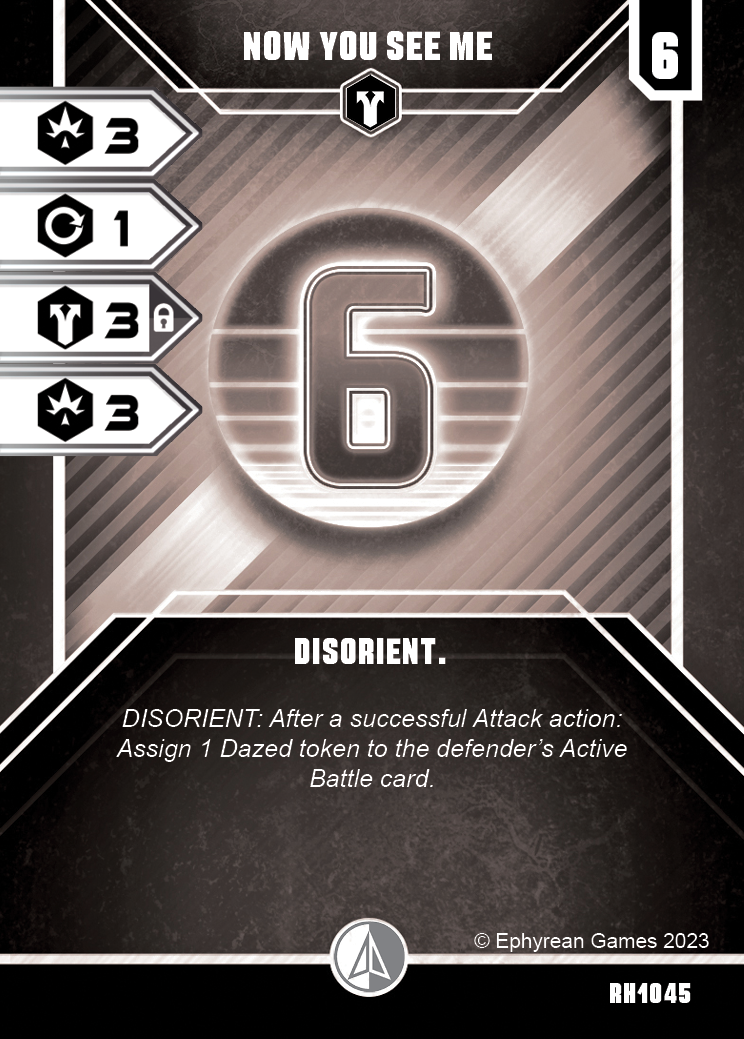 NOW YOU SEE ME
6
3
1
3
3
6
DISORIENT.
DISORIENT: After a successful Attack action:
Assign 1 Dazed token to the defender’s Active
Battle card.
© Ephyrean Games 2023
RH1045